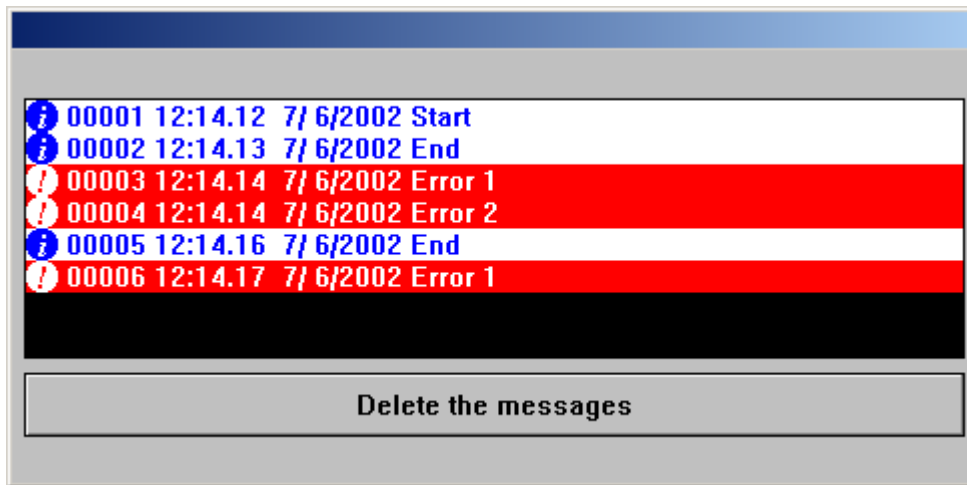 i 00001 12:14.12 7/ 6/2002 Start
i 00002 12:14.13 7/ 6/2002 End
! 00003 12:14.14 7/ 6/2002 Error 1
! 00004 12:14.14 7/ 6/2002 Error 2
i 00005 12:14.16 7/ 6/2002 End
! 00006 12:14.17 7/ 6/2002 Error 1
Delete the messages